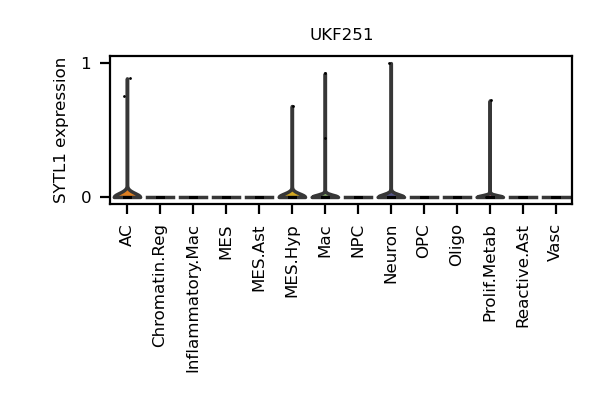 UKF251
SYTL1 expression
1
0
AC
Chromatin.Reg
Inflammatory.Mac
MES
MES.Ast
MES.Hyp
Mac
NPC
Neuron
OPC
Oligo
Prolif.Metab
Reactive.Ast
Vasc